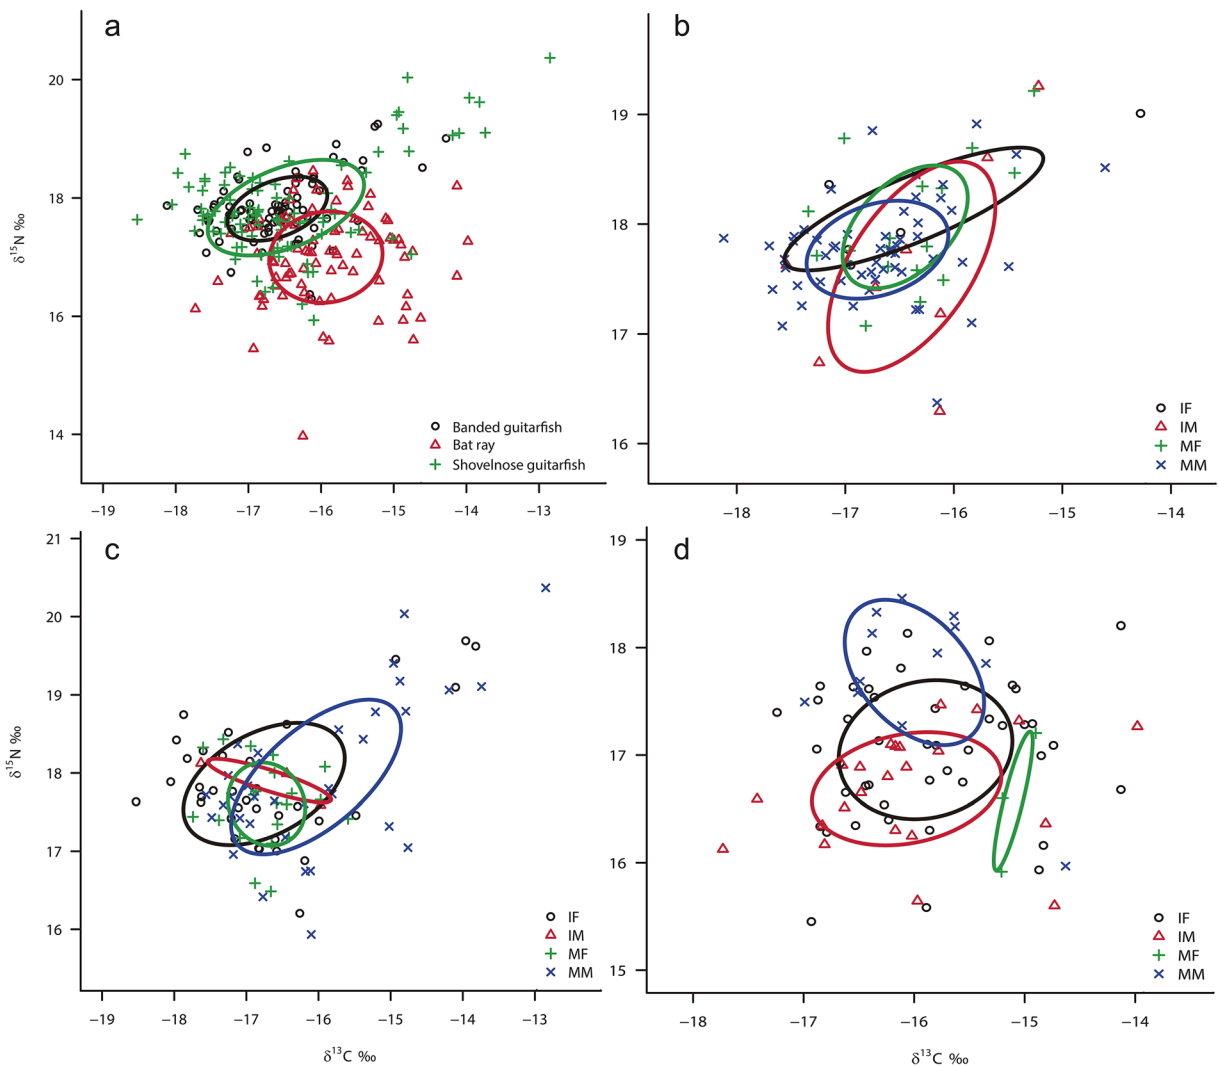 a
20
18
16
14
δ15N ‰
Banded guitarfish
Bat ray
Shovelnose guitarfish
−19 −18 −17 −16 −15 −14 −13
b
19
18
17
16
IF
IM
MF
MM
−18 −17 −16 −15 −14
c
21
20
19
18
17
16
δ15N ‰
IF
IM
MF
MM
−19 −18 −17 −16 −15 −14 −13
δ13C ‰
d
19
18
17
16
15
IF
IM
MF
MM
−18 −17 −16 −15 −14
δ13C ‰